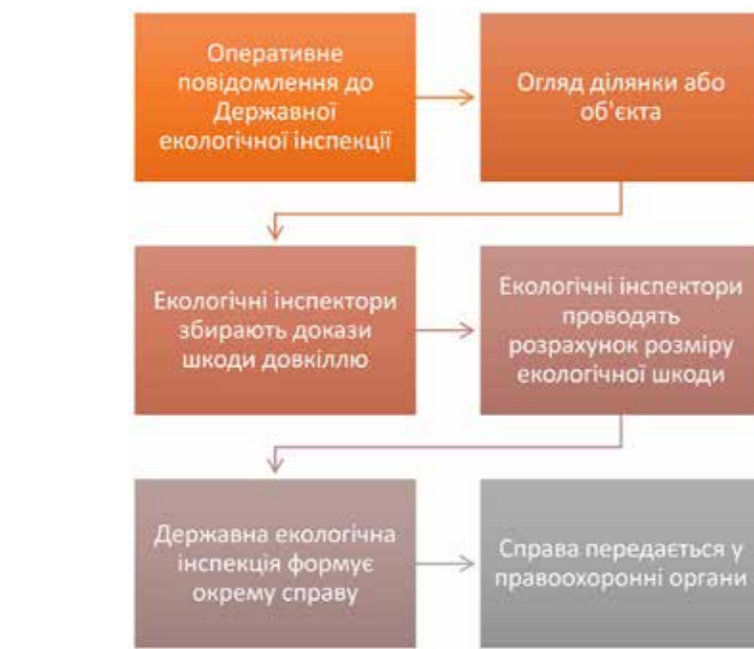 Оперативне
повідомлення до
Державної
екологічної інспекції
Огляд ділянки або
об'єкта
Екологічні інспектори
збирають докази
шкоди довкіллю
Екологічні інспектори
проводять
розрахунок розміру
екологічної шкоди
Державна екологічна
інспекція формує
окрему справу
Справа передається у
правоохоронні органи